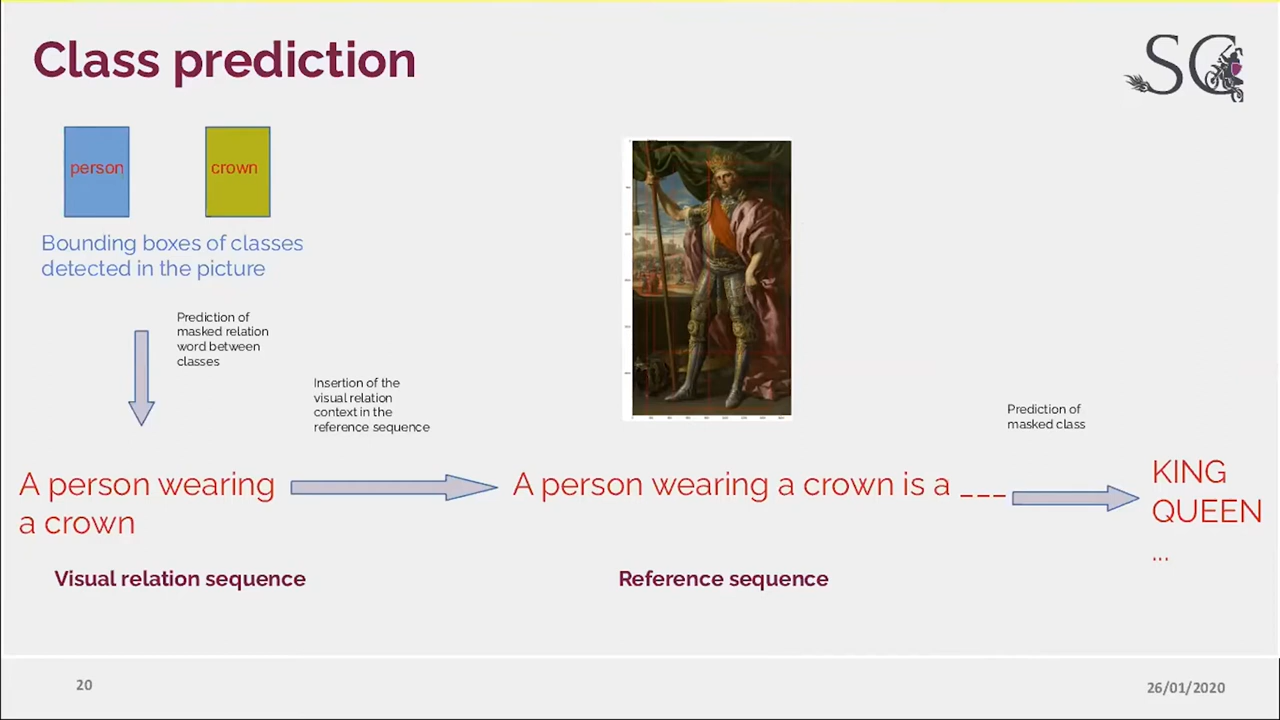 Class prediction
SG
person
crown
Bounding boxes of classes
detected in the picture
Prediction of
masked relation
word between
classes
Insertion of the
visual relation
context in the
reference sequence
Prediction of
masked class
A person wearing
a crown
A person wearing a crown is a _ _ _
KING
QUEEN
...
Visual relation sequence
Reference sequence
20
26/01/2020